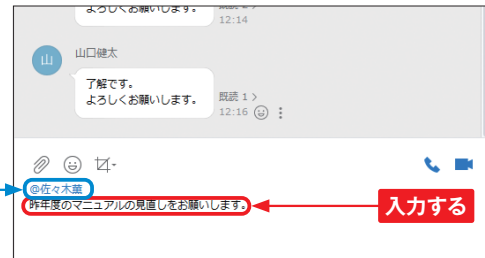 よろしくお願いします。
12:14
山
山口健太
了解です。
よろしくお願いします。
既読 1 >
12:16
@佐々木薫
昨年度のマニュアルの見直しをお願いします。
入力する